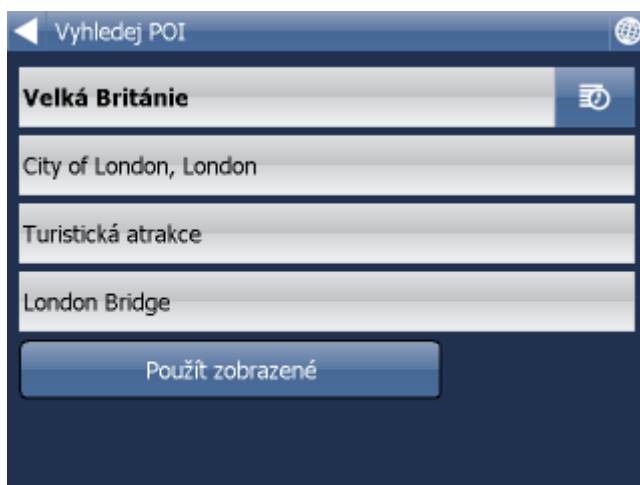 Vyhledej POI
Velká Británie
City of London, London
Turistická atrakce
London Bridge
Použít zobrazené